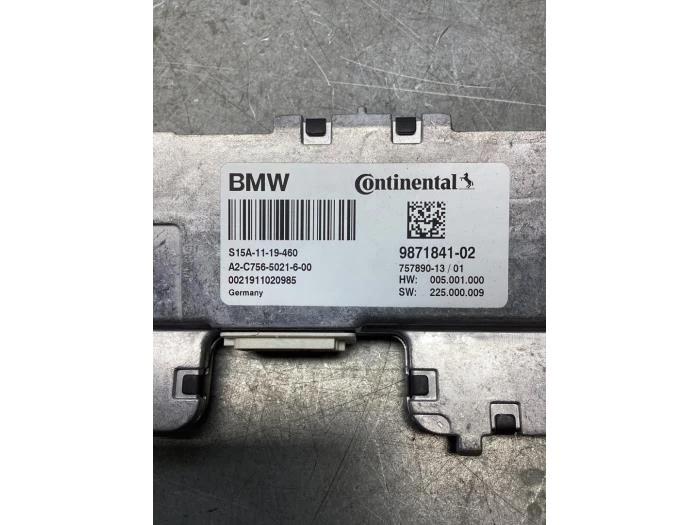 BMW
Continental
S15A-11-19-460
A2-C756-5021-6-00
0021911020985
Germany
9871841-02
757890-13 / 01
HW: 005.001.000
SW: 225.000.009